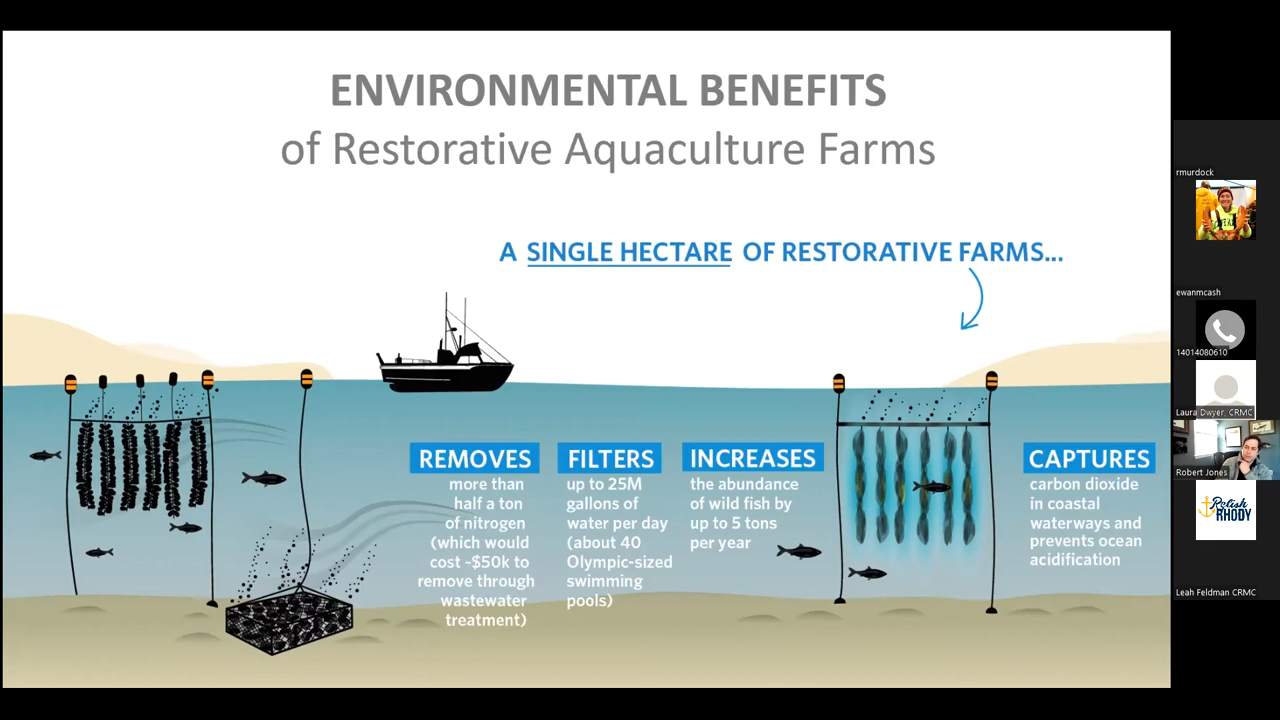 ENVIRONMENTAL BENEFITS
of Restorative Aquaculture Farms
A SINGLE HECTARE OF RESTORATIVE FARMS...
REMOVES
more than
half a ton
of nitrogen
(which would
cost ~$50k to
remove through
wastewater
treatment)
FILTERS
up to 25M
gallons of
water per day
(about 40
Olympic-sized
swimming
pools)
INCREASES
the abundance
of wild fish by
up to 5 tons
per year
CAPTURES
carbon dioxide
in coastal
waterways and
prevents ocean
acidification
rmurdock
ewanmcash
14014080610
Laura Dwyer, CRMC
Robert Jones
Relish
RHODY
Leah Feldman CRMC